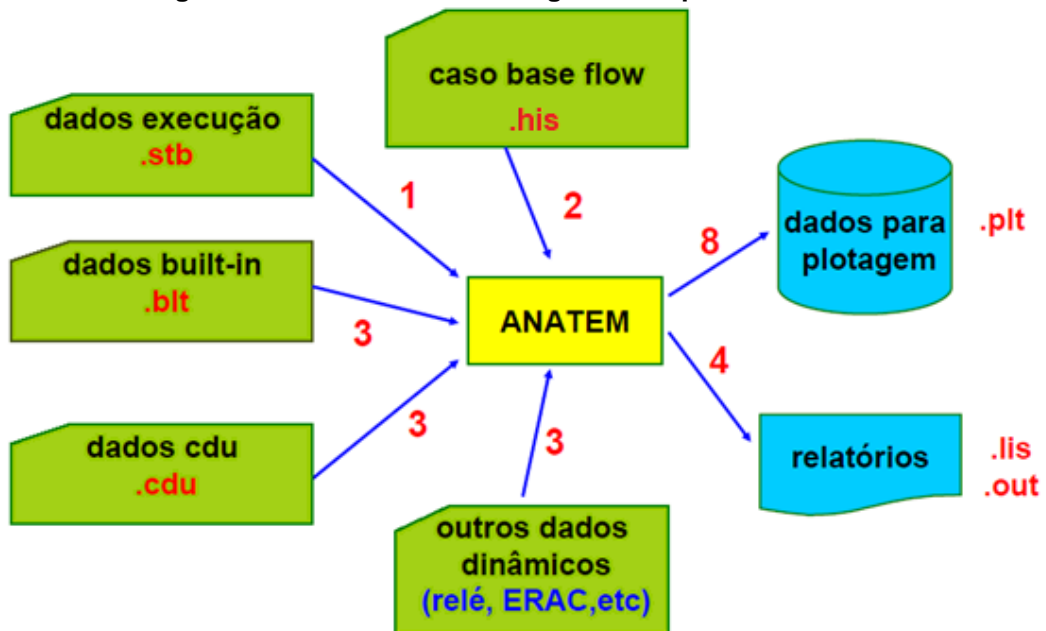 caso base flow
.his
dados execução
.stb
1
2
dados built-in
.blt
3
ANATEM
8
dados para
plotagem
.plt
dados cdu
.cdu
3
3
4
relatórios
.lis
.out
outros dados
dinâmicos
(relé, ERAC,etc)